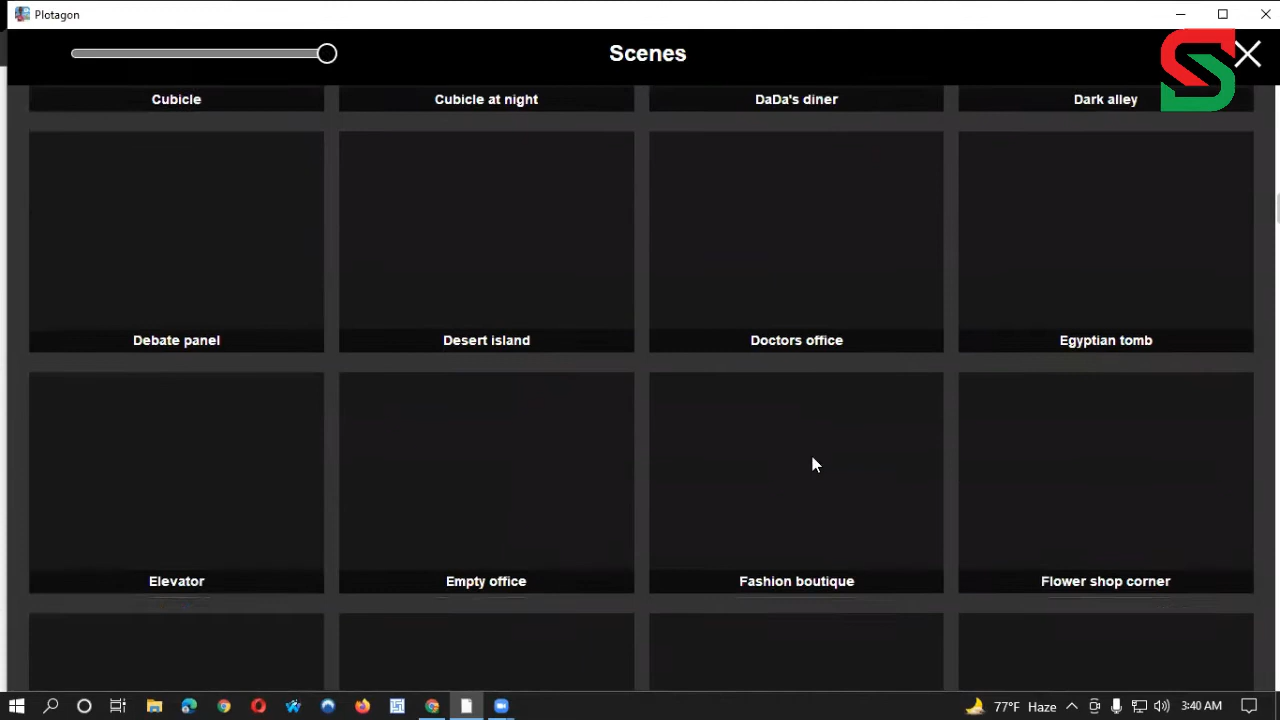 Plotagon
Scenes
Cubicle
Cubicle at night
DaDa's diner
Dark alley
Debate panel
Desert island
Doctors office
Egyptian tomb
Elevator
Empty office
Fashion boutique
Flower shop corner
77°F Haze
3:40 AM